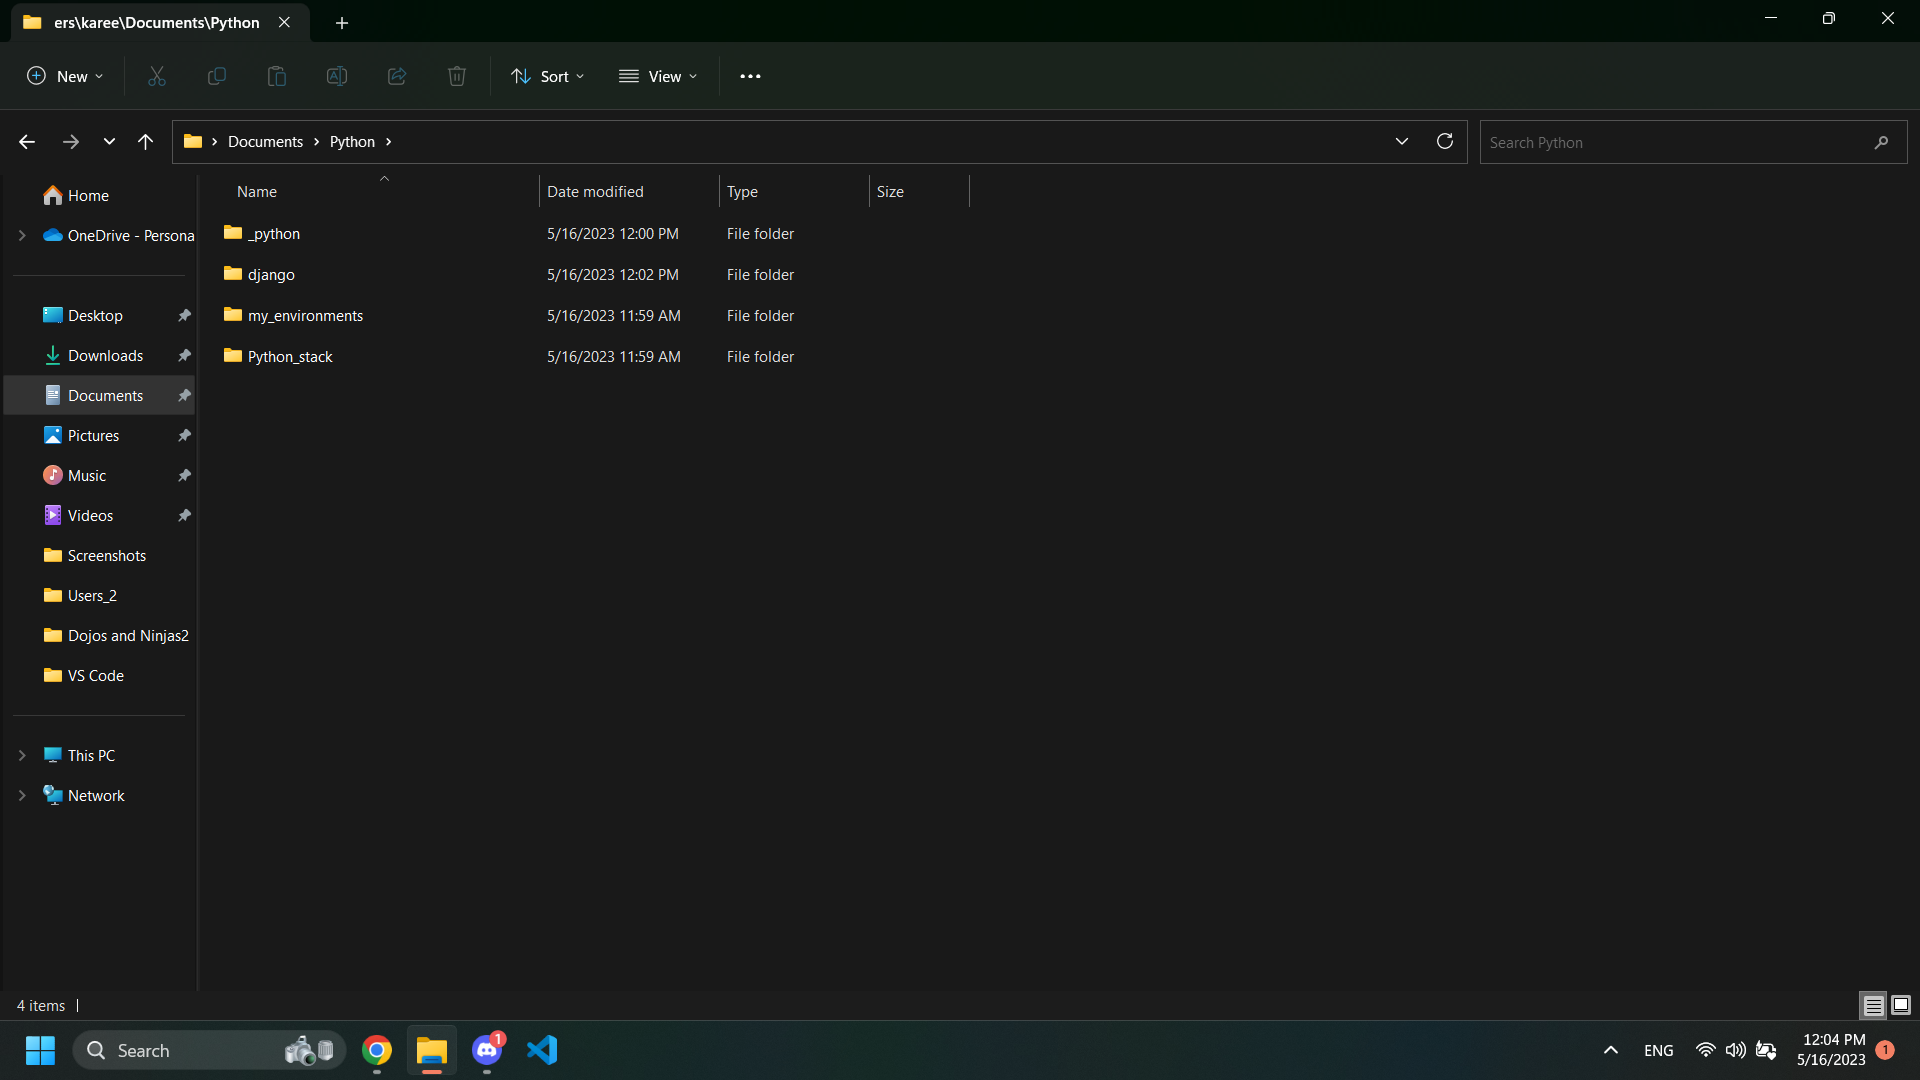 ers\karee\Documents\Python
New
Sort
View
Documents
Python
Search Python
Home
OneDrive - Persona
Desktop
Downloads
Documents
Pictures
Music
Videos
Screenshots
Users_2
Dojos and Ninjas2
VS Code
This PC
Network
Name Date modified Type Size
_python 5/16/2023 12:00 PM File folder
django 5/16/2023 12:02 PM File folder
my_environments 5/16/2023 11:59 AM File folder
Python_stack 5/16/2023 11:59 AM File folder
4 items
Search
1
ENG
12:04 PM
5/16/2023
1